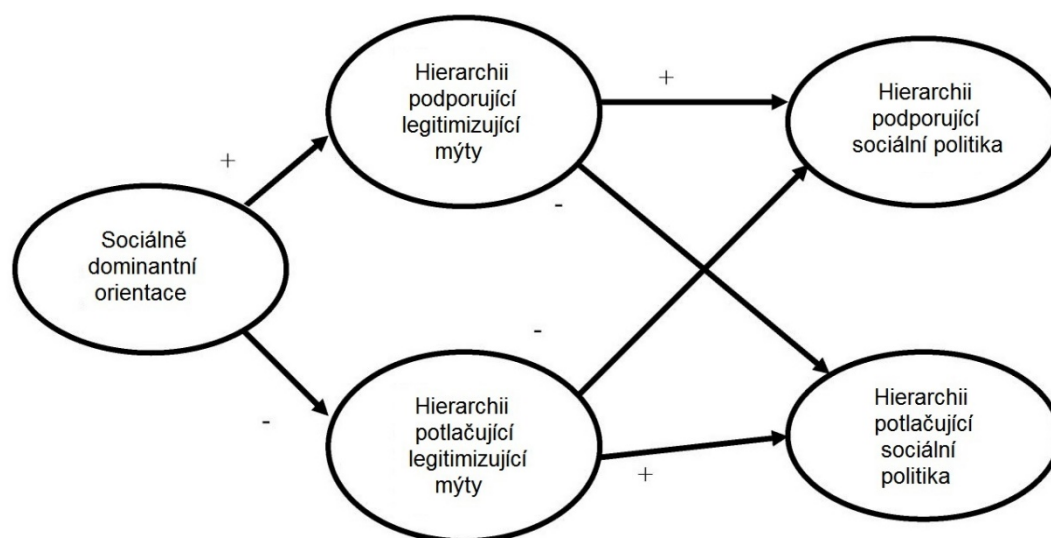 Hierarchii
podporující
legitimizující
mýty
+
Hierarchii
podporující
sociální politika
+
-
Sociálně
dominantní
orientace
-
-
Hierarchii
potlačující
legitimizující
mýty
+
Hierarchii
potlačující
sociální
politika